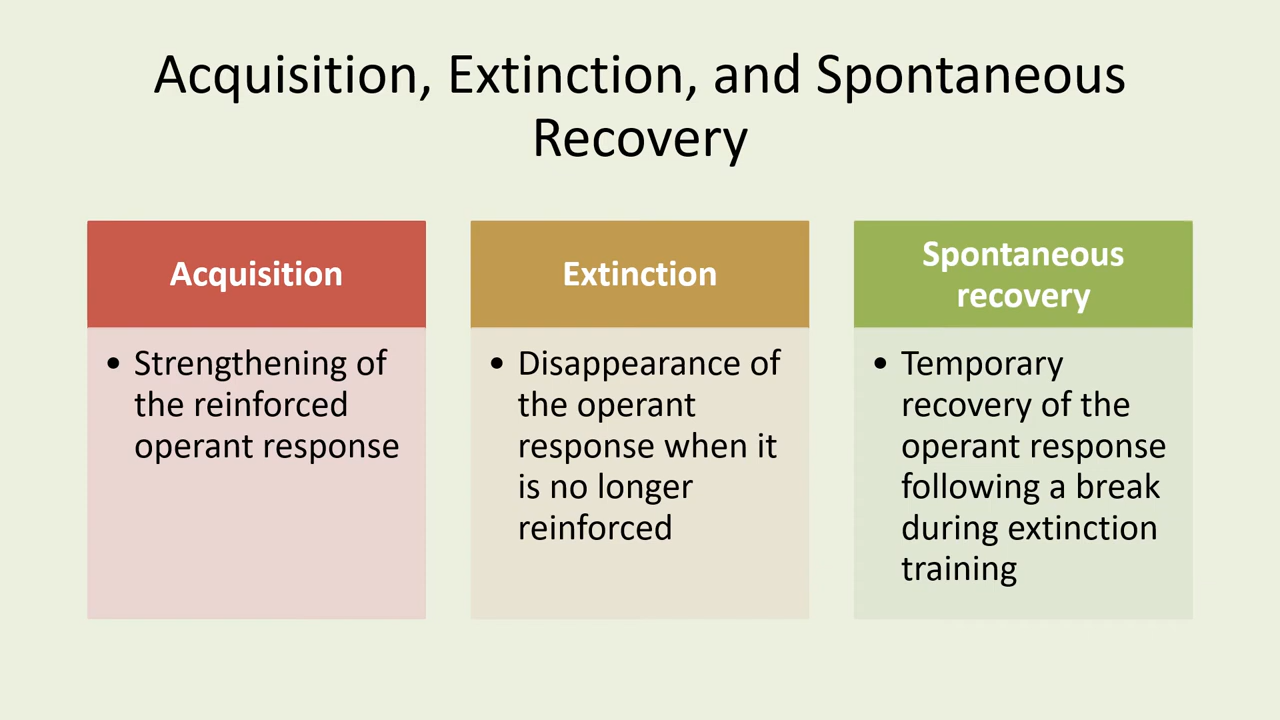 Acquisition, Extinction, and Spontaneous
Recovery
Acquisition
• Strengthening of
the reinforced
operant response
Extinction
• Disappearance of
the operant
response when it
is no longer
reinforced
Spontaneous
recovery
• Temporary
recovery of the
operant response
following a break
during extinction
training